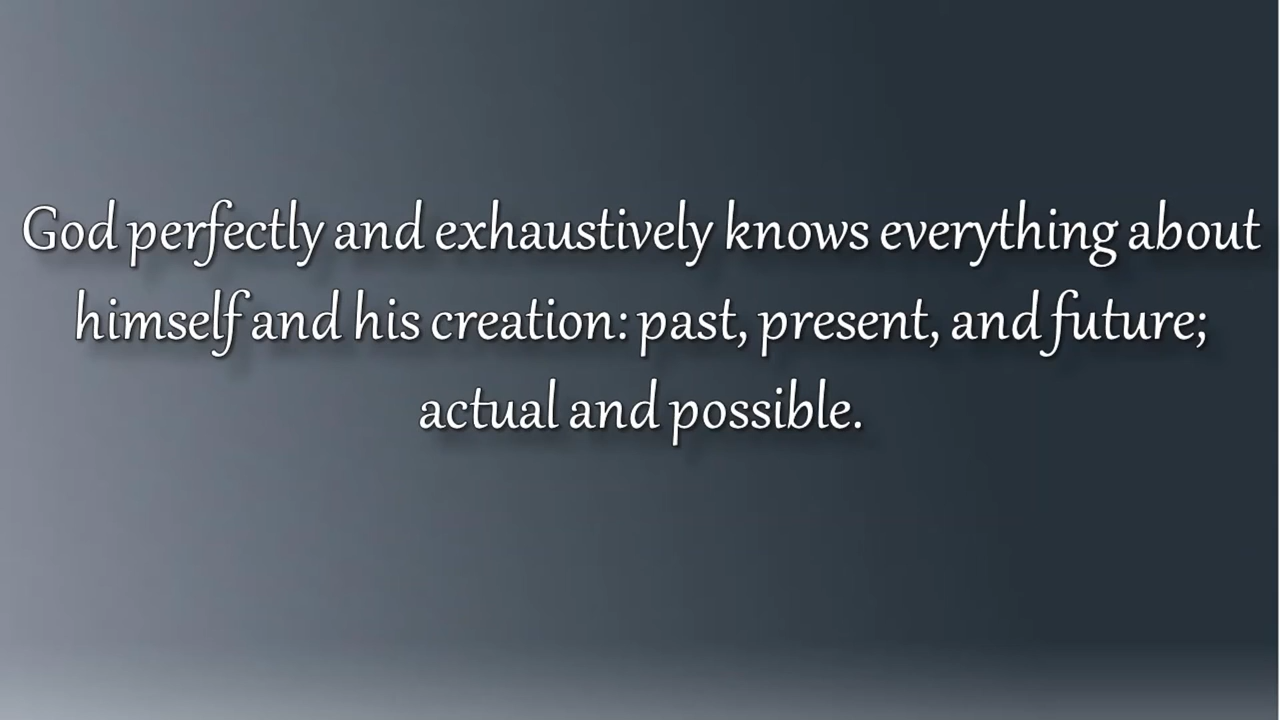 God perfectly and exhaustively knows everything about
himself and his creation: past, present, and future;
actual and possible.